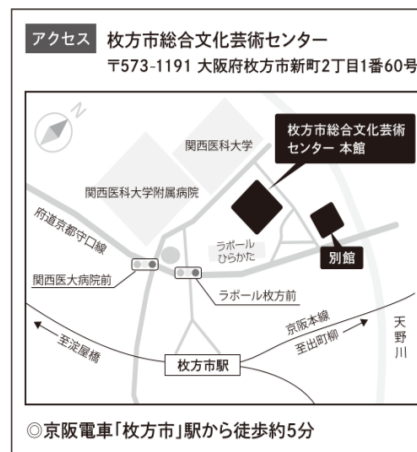 アクセス 枚方市総合文化芸術センター
〒573-1191 大阪府枚方市新町2丁目1番60号
N
関西医科大学
枚方市総合文化芸術
センター 本館
関西医科大学附属病院
府道京都守口線
ラポール
ひらかた
別館
関西医大病院前
ラポール枚方前
京阪本線
至淀屋橋
至出町柳
天野川
枚方市駅
◎京阪電車「枚方市」駅から徒歩約5分